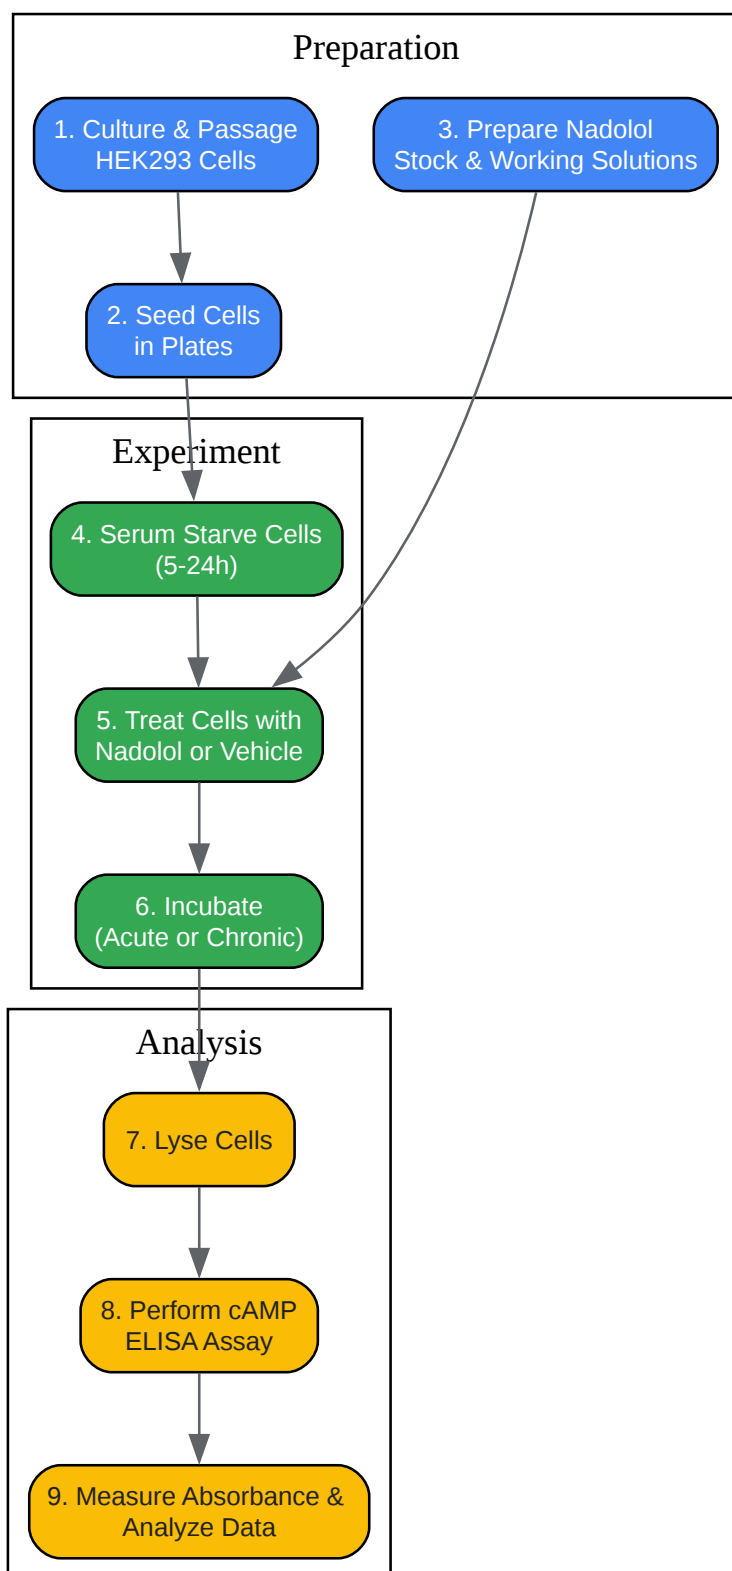 Preparation
1. Culture & Passage
HEK293 Cells
3. Prepare Nadolol
Stock & Working Solutions
2. Seed Cells
in Plates
Experiment
4. Serum Starve Cells
(5-24h)
5. Treat Cells with
Nadolol or Vehicle
6. Incubate
(Acute or Chronic)
Analysis
7. Lyse Cells
8. Perform cAMP
ELISA Assay
9. Measure Absorbance &
Analyze Data